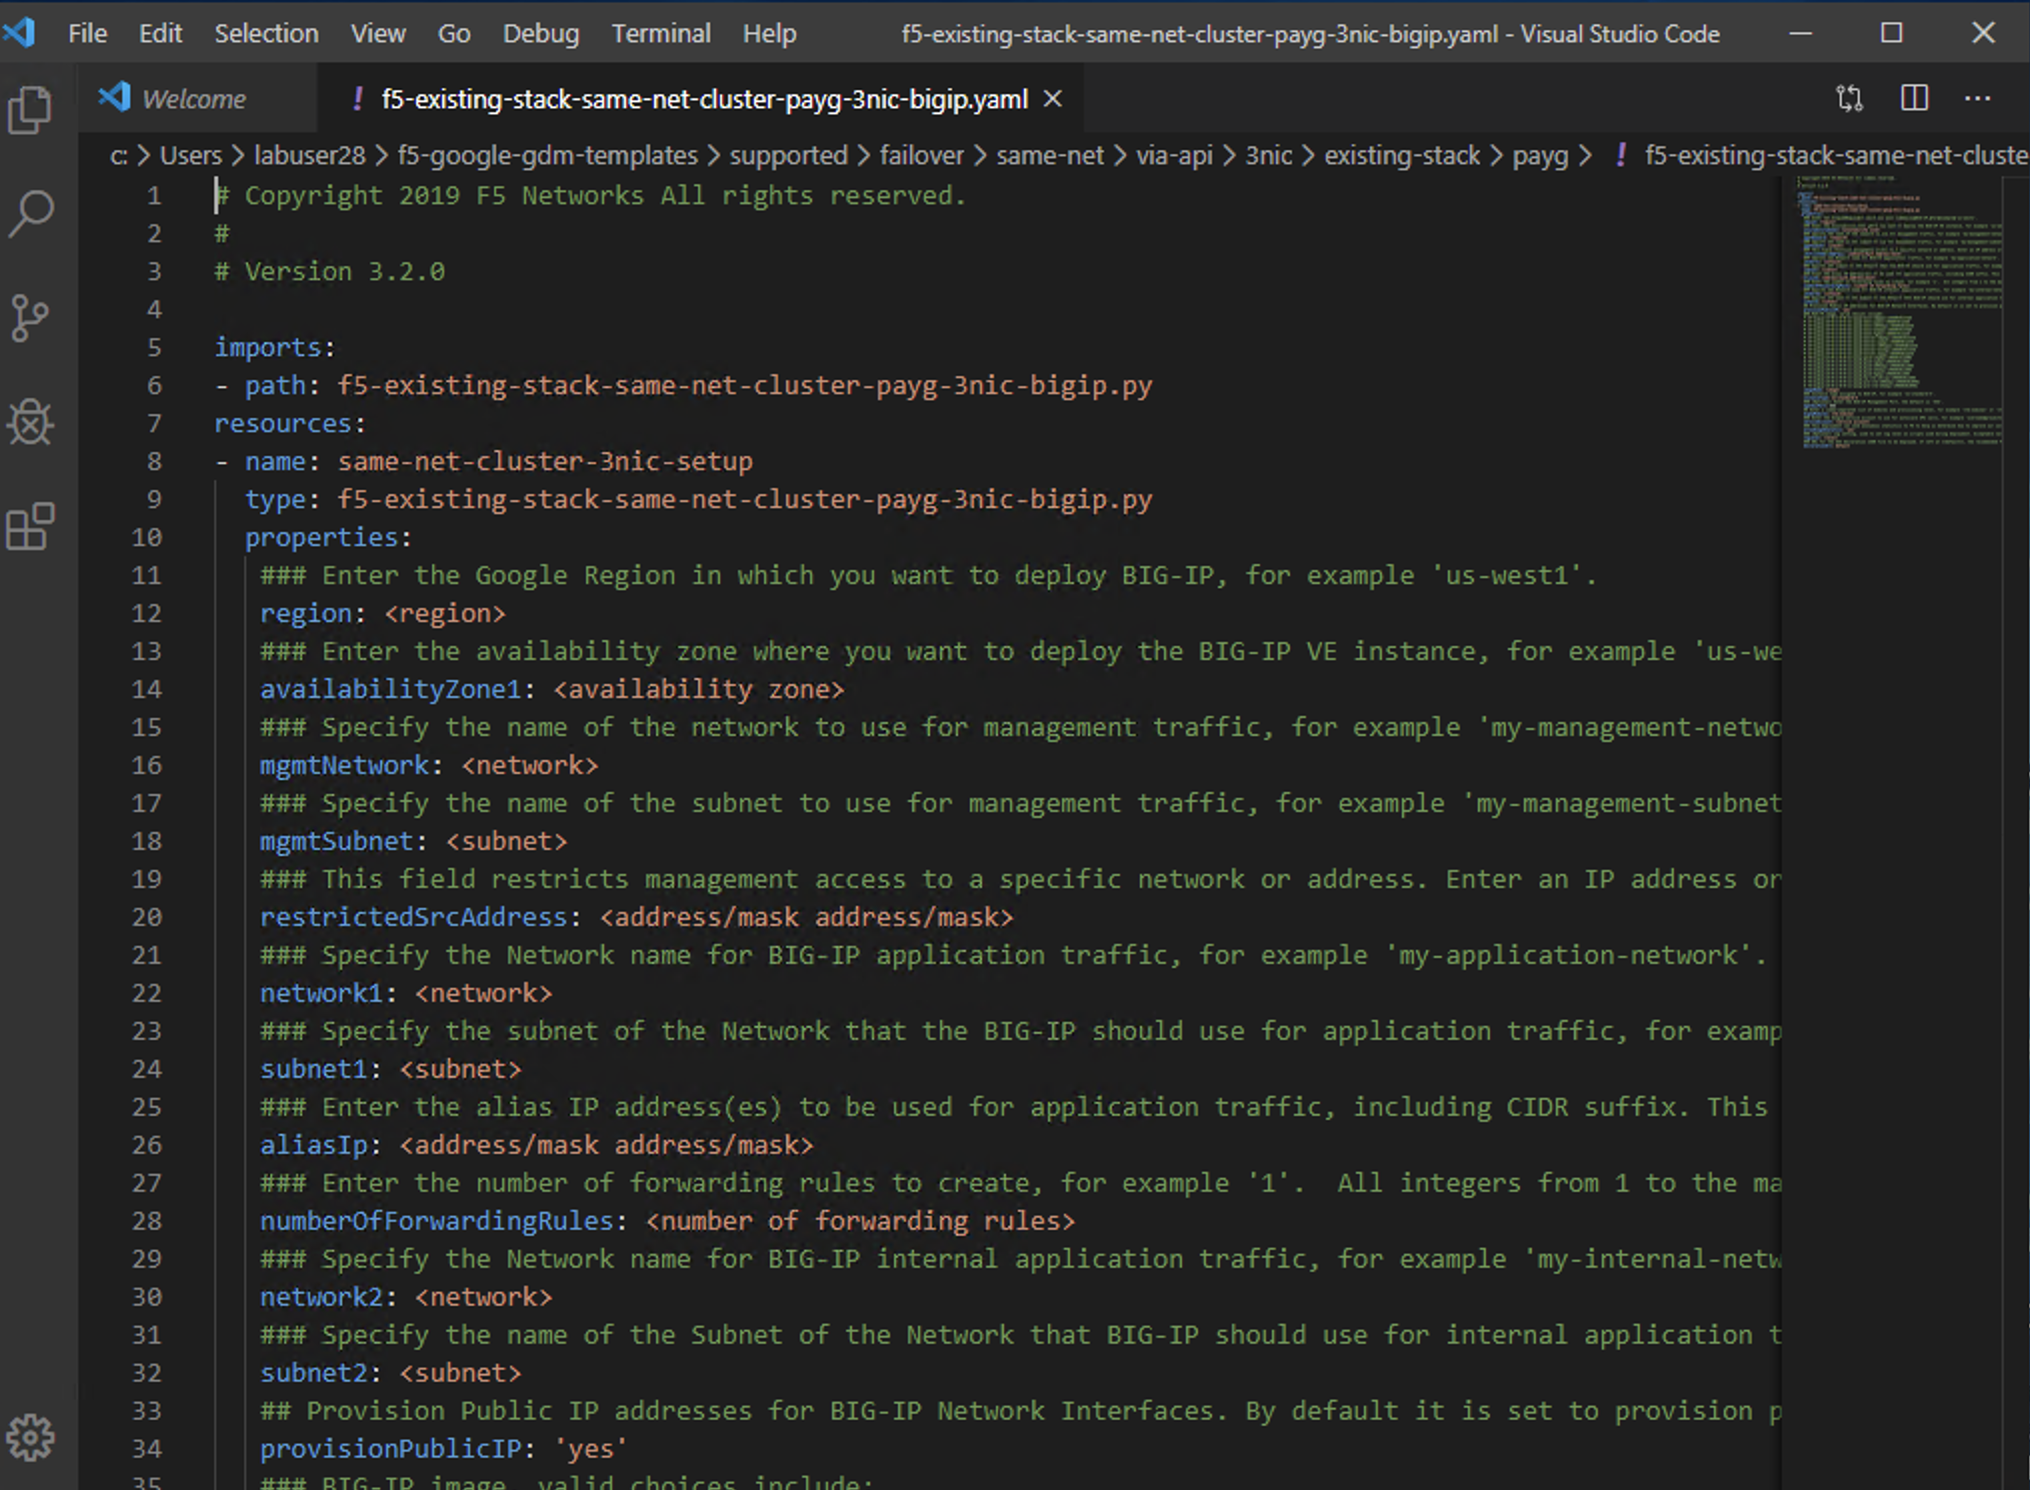 File Edit Selection View Go Debug Terminal Help f5-existing-stack-same-net-cluster-payg-3nic-bigip.yaml - Visual Studio Code
Welcome ! f5-existing-stack-same-net-cluster-payg-3nic-bigip.yaml
c: > Users > labuser28 > f5-google-gdm-templates > supported > failover > same-net > via-api > 3nic > existing-stack > payg > ! f5-existing-stack-same-net-cluste
1 # Copyright 2019 F5 Networks All rights reserved.
2 #
3 # Version 3.2.0
4
5 imports:
6 - path: f5-existing-stack-same-net-cluster-payg-3nic-bigip.py
7 resources:
8 - name: same-net-cluster-3nic-setup
9 type: f5-existing-stack-same-net-cluster-payg-3nic-bigip.py
10 properties:
11 ### Enter the Google Region in which you want to deploy BIG-IP, for example 'us-west1'.
12 region: <region>
13 ### Enter the availability zone where you want to deploy the BIG-IP VE instance, for example 'us-we
14 availabilityZone1: <availability zone>
15 ### Specify the name of the network to use for management traffic, for example 'my-management-netwo
16 mgmtNetwork: <network>
17 ### Specify the name of the subnet to use for management traffic, for example 'my-management-subnet
18 mgmtSubnet: <subnet>
19 ### This field restricts management access to a specific network or address. Enter an IP address or
20 restrictedSrcAddress: <address/mask address/mask>
21 ### Specify the Network name for BIG-IP application traffic, for example 'my-application-network'.
22 network1: <network>
23 ### Specify the subnet of the Network that the BIG-IP should use for application traffic, for examp
24 subnet1: <subnet>
25 ### Enter the alias IP address(es) to be used for application traffic, including CIDR suffix. This
26 aliasIp: <address/mask address/mask>
27 ### Enter the number of forwarding rules to create, for example '1'.  All integers from 1 to the ma
28 numberOfForwardingRules: <number of forwarding rules>
29 ### Specify the Network name for BIG-IP internal application traffic, for example 'my-internal-netw
30 network2: <network>
31 ### Specify the name of the Subnet of the Network that BIG-IP should use for internal application t
32 subnet2: <subnet>
33 ## Provision Public IP addresses for BIG-IP Network Interfaces. By default it is set to provision p
34 provisionPublicIP: 'yes'
35 ### BIG-IP image, valid choices include: